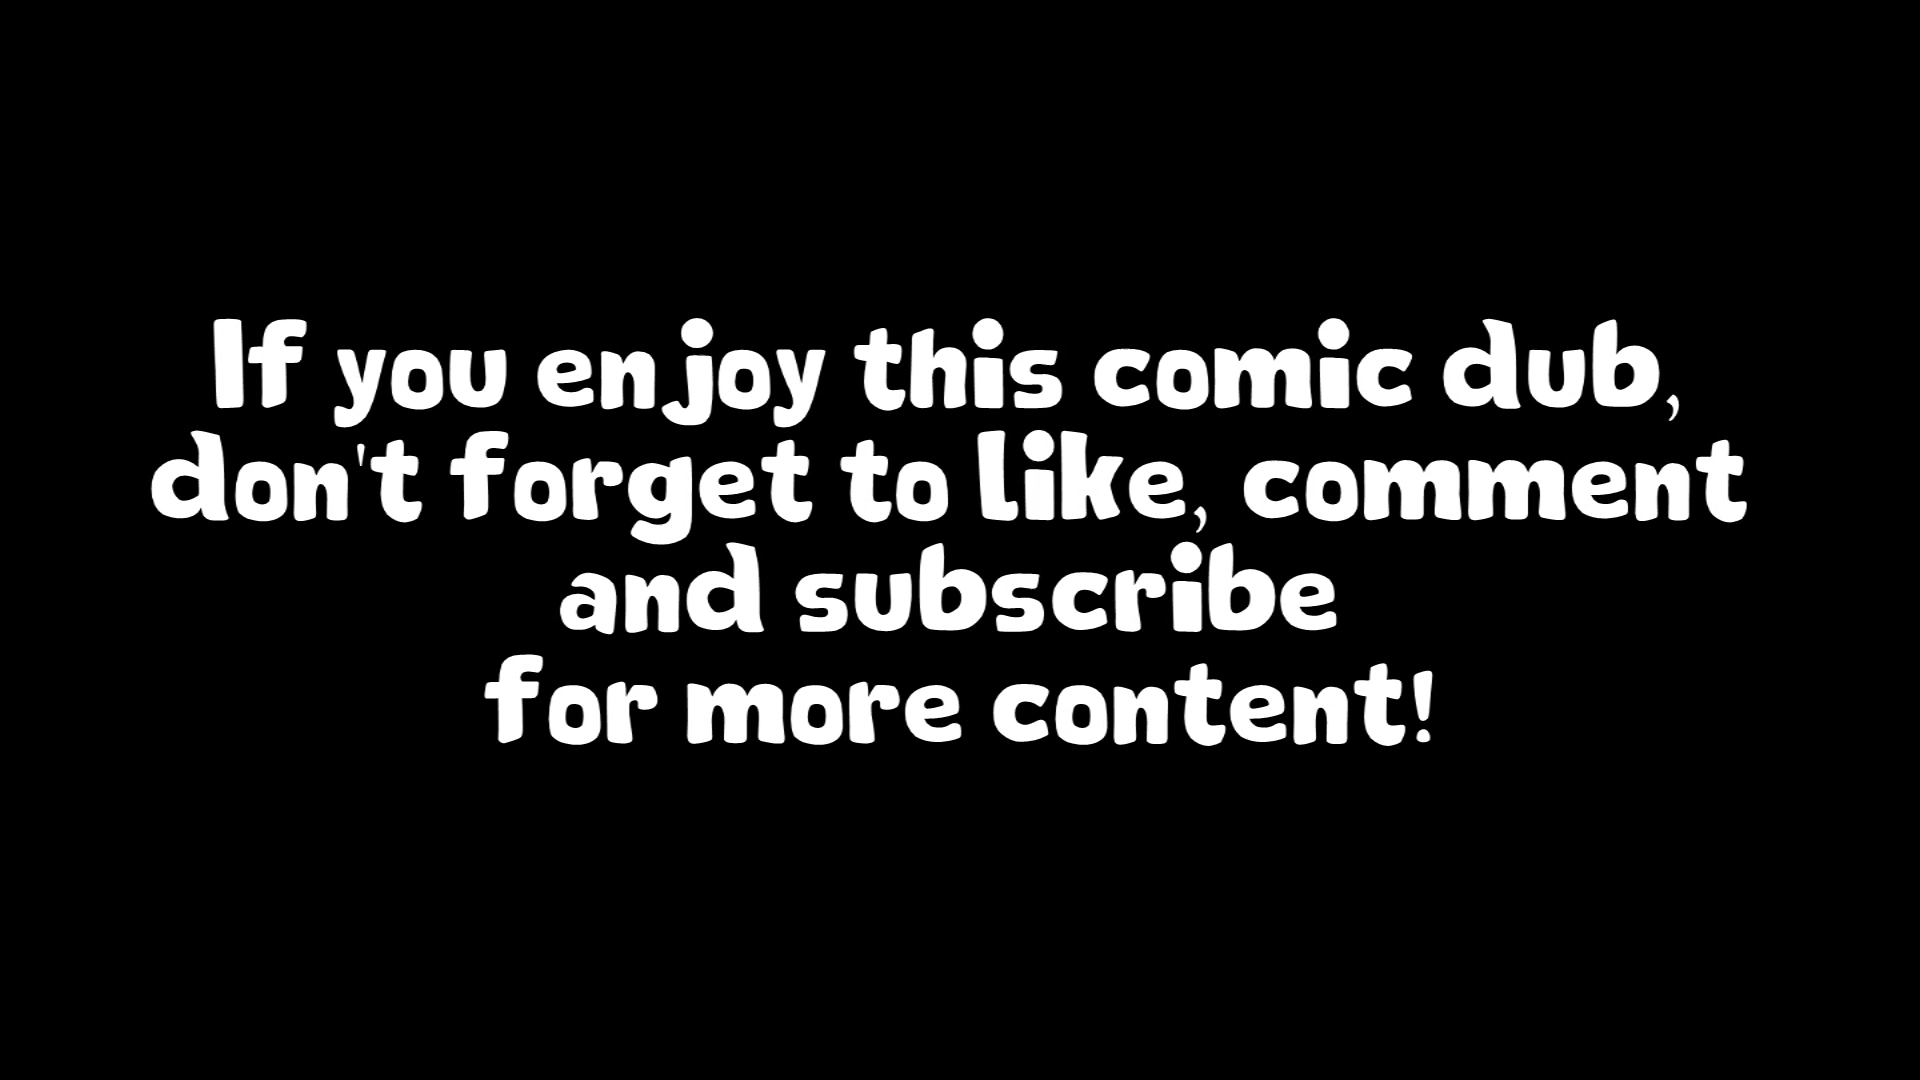 If you enjoy this comic dub,
don't forget to like, comment
and subscribe
for more content!